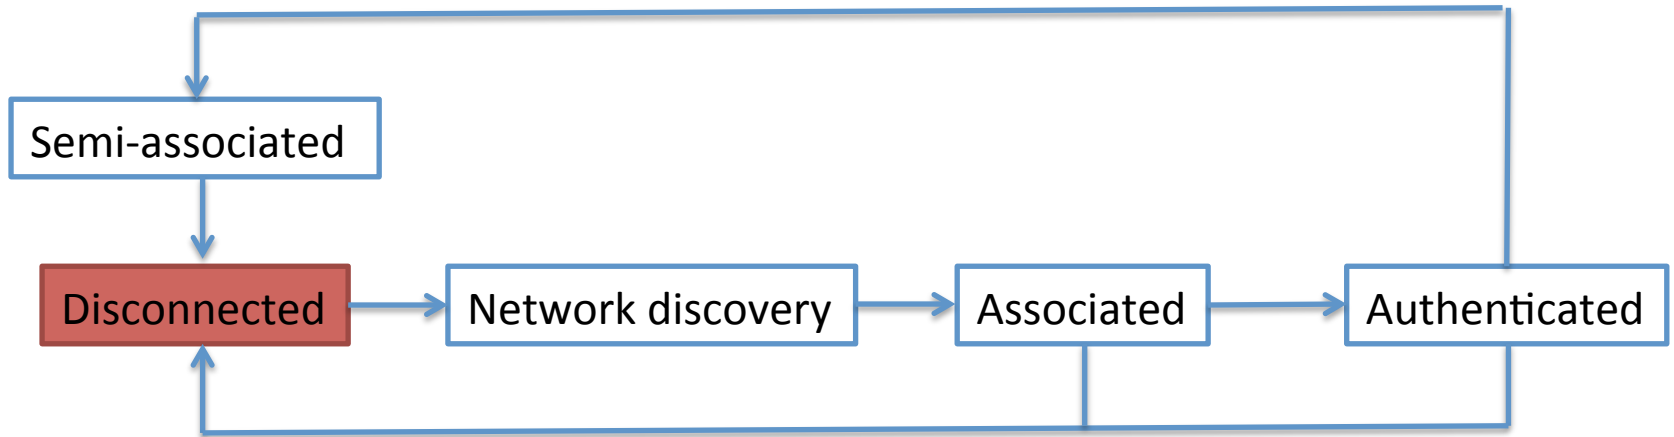 Semi-associated
Disconnected
Network discovery
Associated
Authenticated